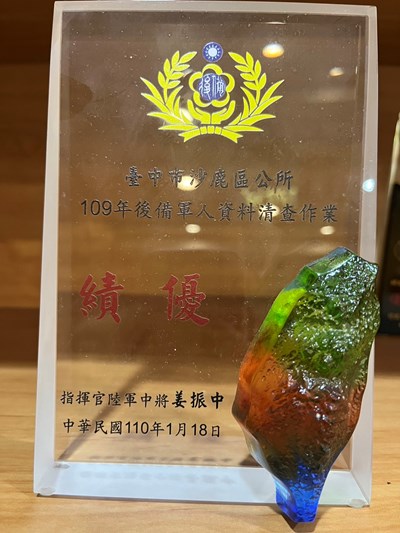 後備
臺中市沙鹿區公所
109年後備軍人資料清查作業
績優
指揮官陸軍中將姜振中
中華民國110年1月18日